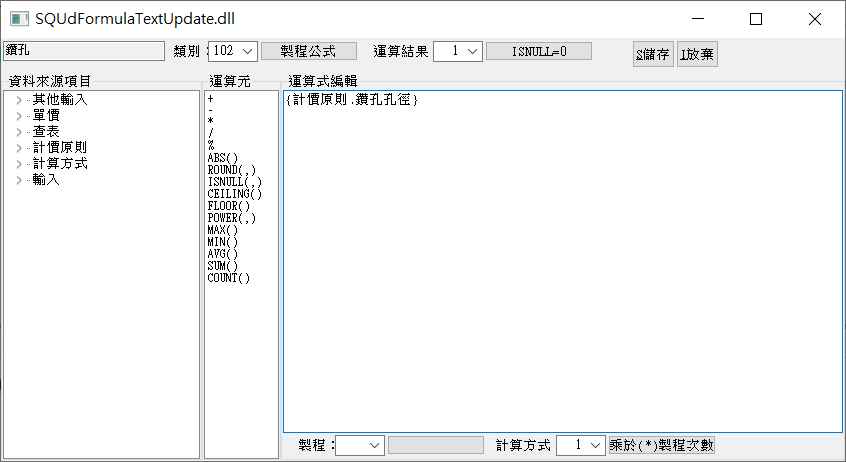 SQUdFormulaTextUpdate.dll
鑽孔 類別：102 製程公式 運算結果 1 ISNULL=0 S儲存 I放棄
資料來源項目 運算元 運算式編輯
其他輸入
單價
查表
計價原則
計算方式
輸入
+
-
*
/
%
ABS()
ROUND(,)
ISNULL(,)
CEILING()
FLOOR()
POWER(,)
MAX()
MIN()
AVG()
SUM()
COUNT()
{計價原則.鑽孔孔徑}
製程： 計算方式 1 乘於(*)製程次數